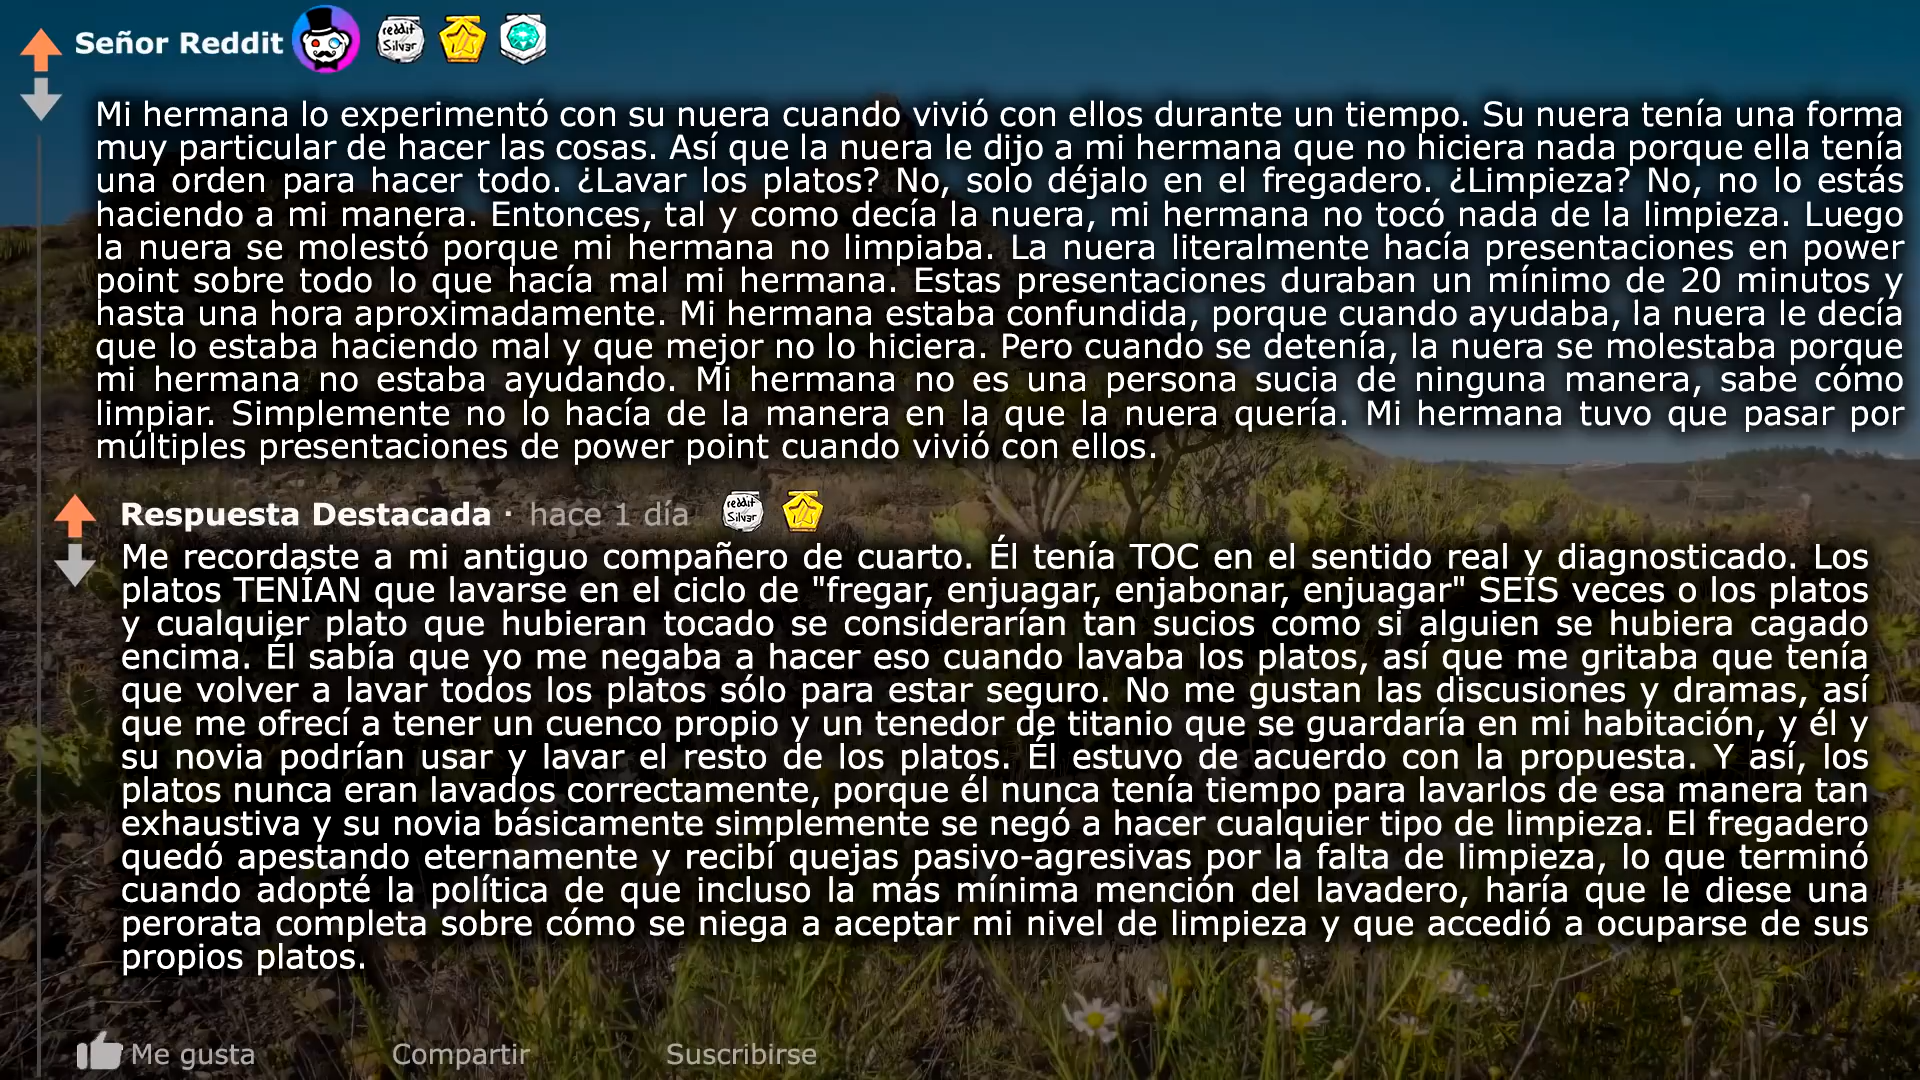 Señor Reddit
reddit
Silver
Mi hermana lo experimentó con su nuera cuando vivió con ellos durante un tiempo. Su nuera tenía una forma
muy particular de hacer las cosas. Así que la nuera le dijo a mi hermana que no hiciera nada porque ella tenía
una orden para hacer todo. ¿Lavar los platos? No, solo déjalo en el fregadero. ¿Limpieza? No, no lo estás
haciendo a mi manera. Entonces, tal y como decía la nuera, mi hermana no tocó nada de la limpieza. Luego
la nuera se molestó porque mi hermana no limpiaba. La nuera literalmente hacía presentaciones en power
point sobre todo lo que hacía mal mi hermana. Estas presentaciones duraban un mínimo de 20 minutos y
hasta una hora aproximadamente. Mi hermana estaba confundida, porque cuando ayudaba, la nuera le decía
que lo estaba haciendo mal y que mejor no lo hiciera. Pero cuando se detenía, la nuera se molestaba porque
mi hermana no estaba ayudando. Mi hermana no es una persona sucia de ninguna manera, sabe cómo
limpiar. Simplemente no lo hacía de la manera en la que la nuera quería. Mi hermana tuvo que pasar por
múltiples presentaciones de power point cuando vivió con ellos.
Respuesta Destacada · hace 1 día
reddit
Silver
Me recordaste a mi antiguo compañero de cuarto. Él tenía TOC en el sentido real y diagnosticado. Los
platos TENÍAN que lavarse en el ciclo de "fregar, enjuagar, enjabonar, enjuagar" SEIS veces o los platos
y cualquier plato que hubieran tocado se considerarían tan sucios como si alguien se hubiera cagado
encima. Él sabía que yo me negaba a hacer eso cuando lavaba los platos, así que me gritaba que tenía
que volver a lavar todos los platos sólo para estar seguro. No me gustan las discusiones y dramas, así
que me ofrecí a tener un cuenco propio y un tenedor de titanio que se guardaría en mi habitación, y él y
su novia podrían usar y lavar el resto de los platos. Él estuvo de acuerdo con la propuesta. Y así, los
platos nunca eran lavados correctamente, porque él nunca tenía tiempo para lavarlos de esa manera tan
exhaustiva y su novia básicamente simplemente se negó a hacer cualquier tipo de limpieza. El fregadero
quedó apestando eternamente y recibí quejas pasivo-agresivas por la falta de limpieza, lo que terminó
cuando adopté la política de que incluso la más mínima mención del lavadero, haría que le diese una
perorata completa sobre cómo se niega a aceptar mi nivel de limpieza y que accedió a ocuparse de sus
propios platos.
Me gusta Compartir Suscribirse